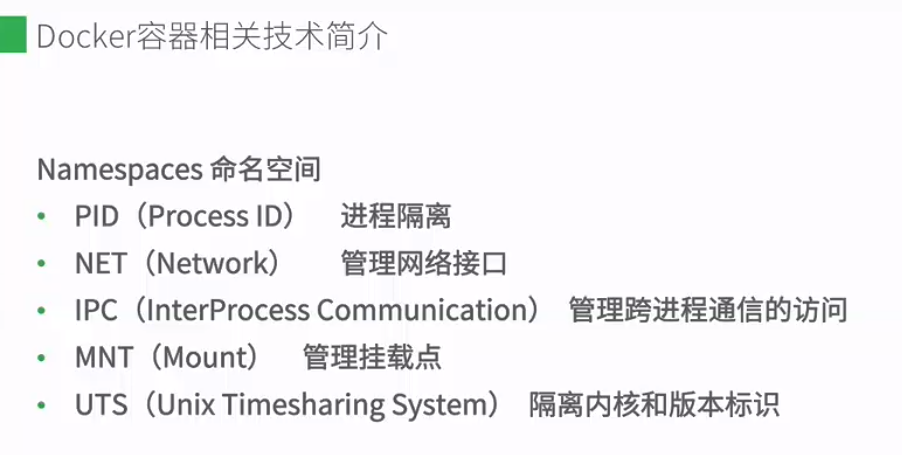 Docker容器相关技术简介
Namespaces 命名空间
• PID（Process ID） 进程隔离
• NET（Network） 管理网络接口
• IPC（InterProcess Communication） 管理跨进程通信的访问
• MNT（Mount） 管理挂载点
• UTS（Unix Timesharing System） 隔离内核和版本标识